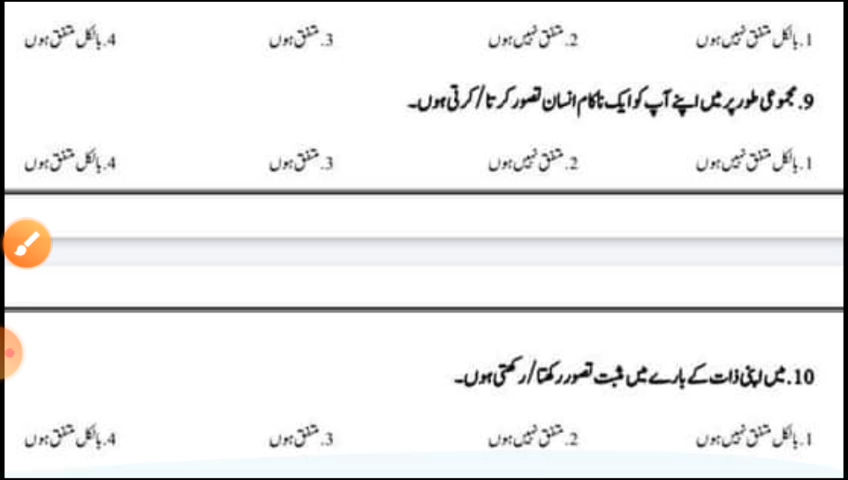 1. بالکل متفق نہیں ہوں 2. متفق نہیں ہوں 3. متفق ہوں 4. بالکل متفق ہوں
9. مجموعی طور پر میں اپنے آپ کو ایک ناکام انسان تصور کرتا/کرتی ہوں۔
1. بالکل متفق نہیں ہوں 2. متفق نہیں ہوں 3. متفق ہوں 4. بالکل متفق ہوں
10. میں اپنی ذات کے بارے میں مثبت تصور رکھتا/رکھتی ہوں۔
1. بالکل متفق نہیں ہوں 2. متفق نہیں ہوں 3. متفق ہوں 4. بالکل متفق ہوں